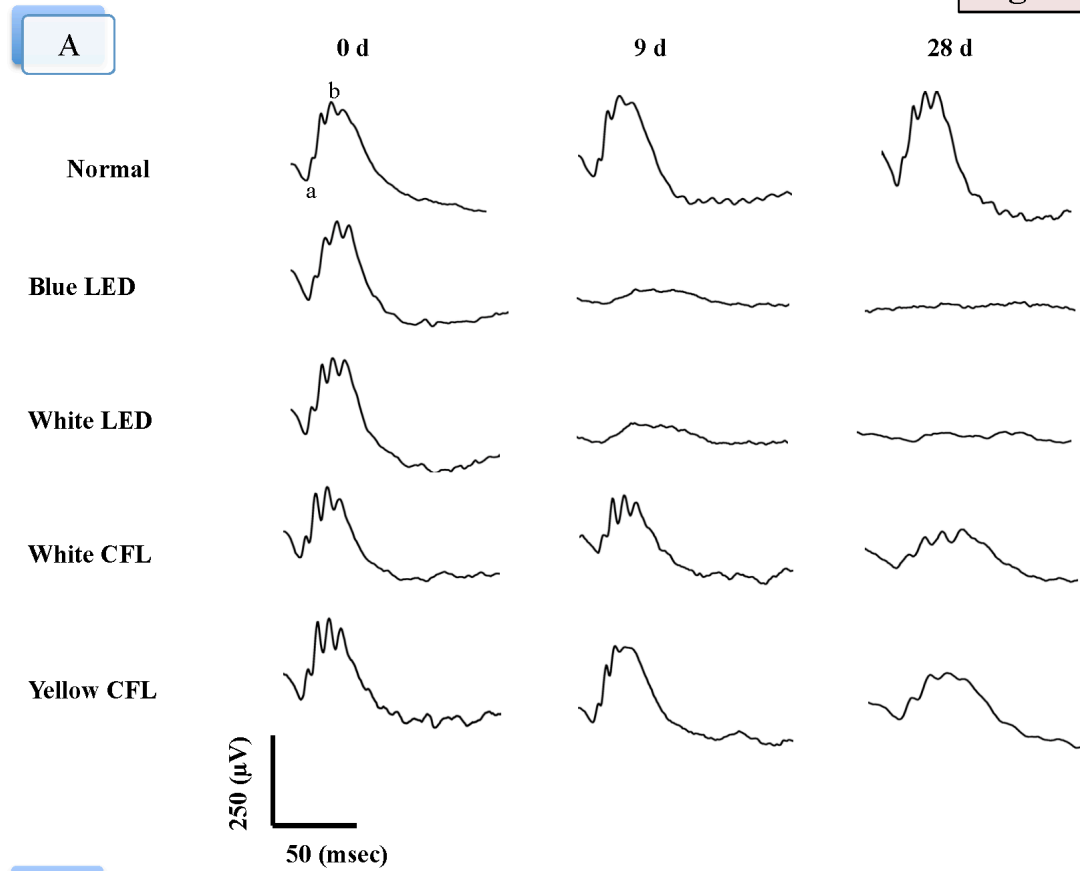 A
0 d
9 d
28 d
b
Normal
a
Blue LED
White LED
White CFL
Yellow CFL
250 (μV)
50 (msec)